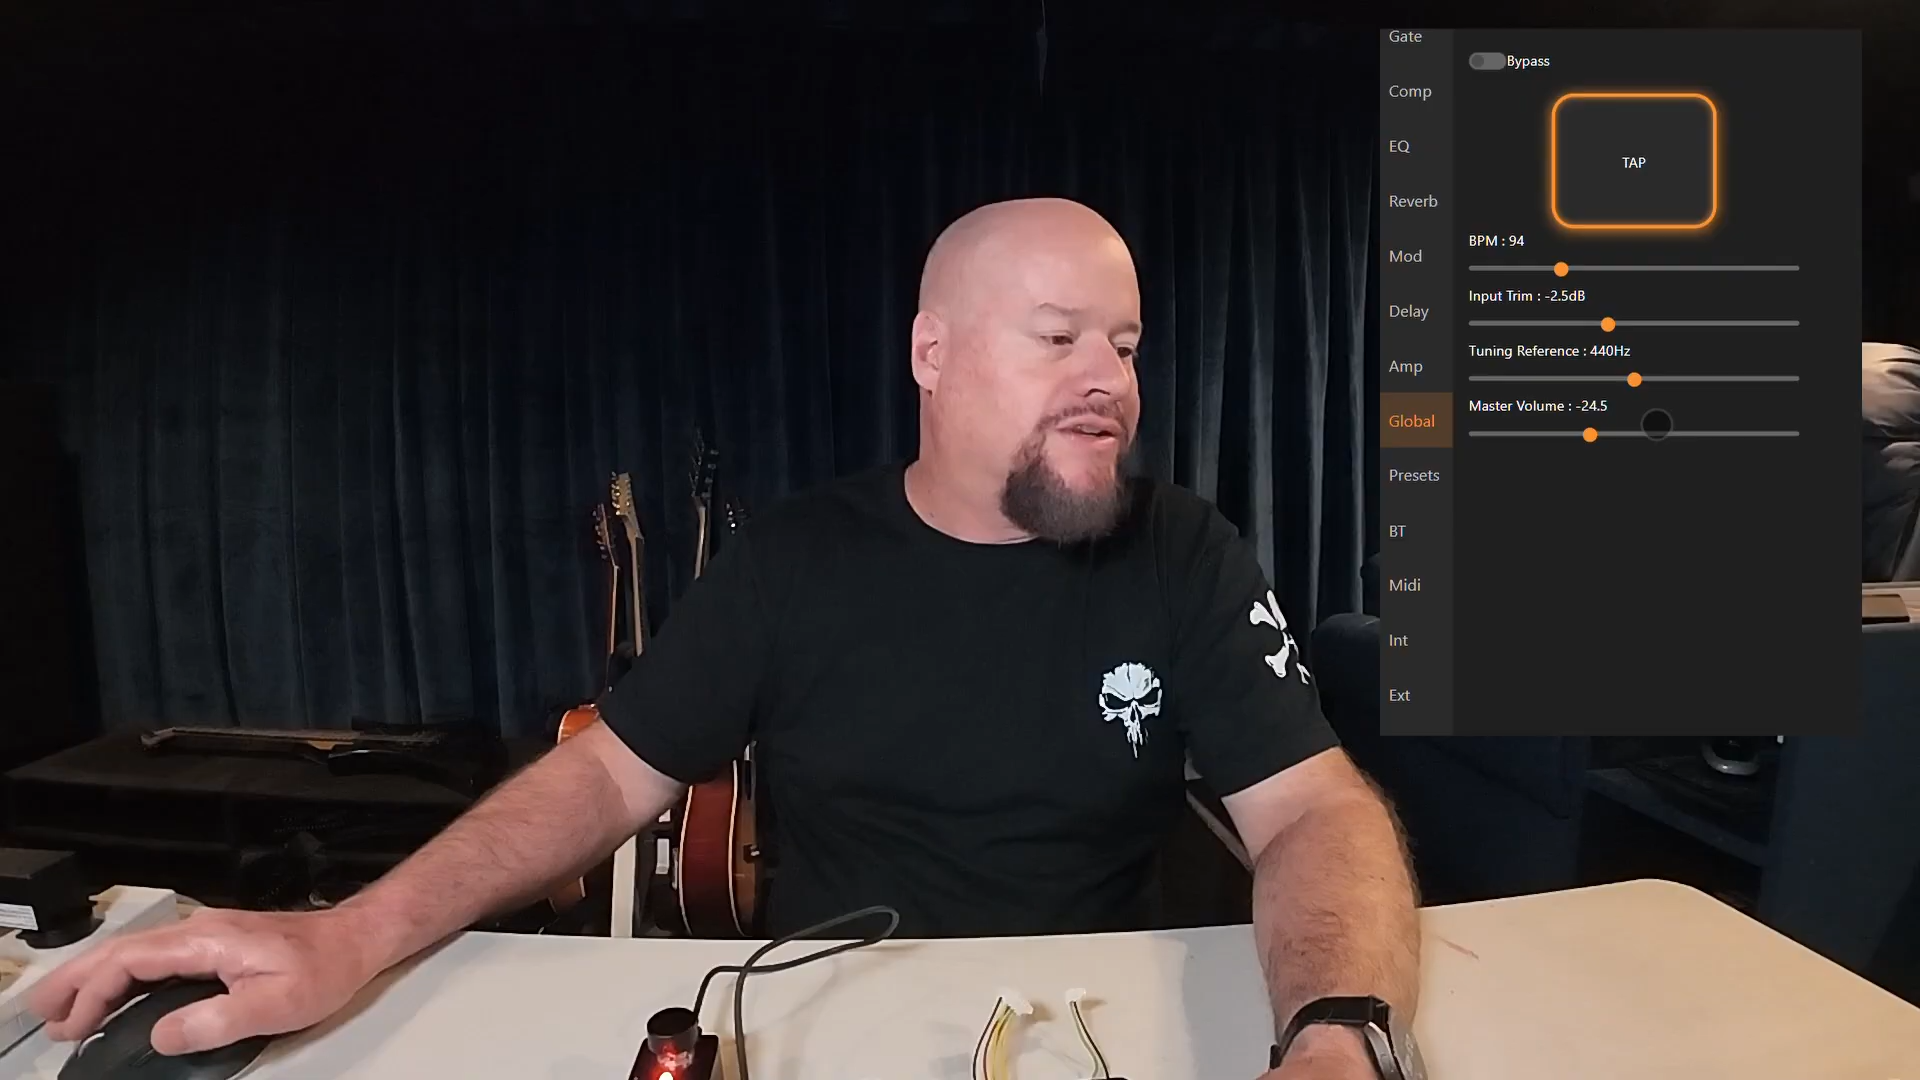 Gate
Comp
EQ
Reverb
Mod
Delay
Amp
Global
Presets
BT
Midi
Int
Ext
Bypass
TAP
BPM : 94
Input Trim : -2.5dB
Tuning Reference : 440Hz
Master Volume : -24.5